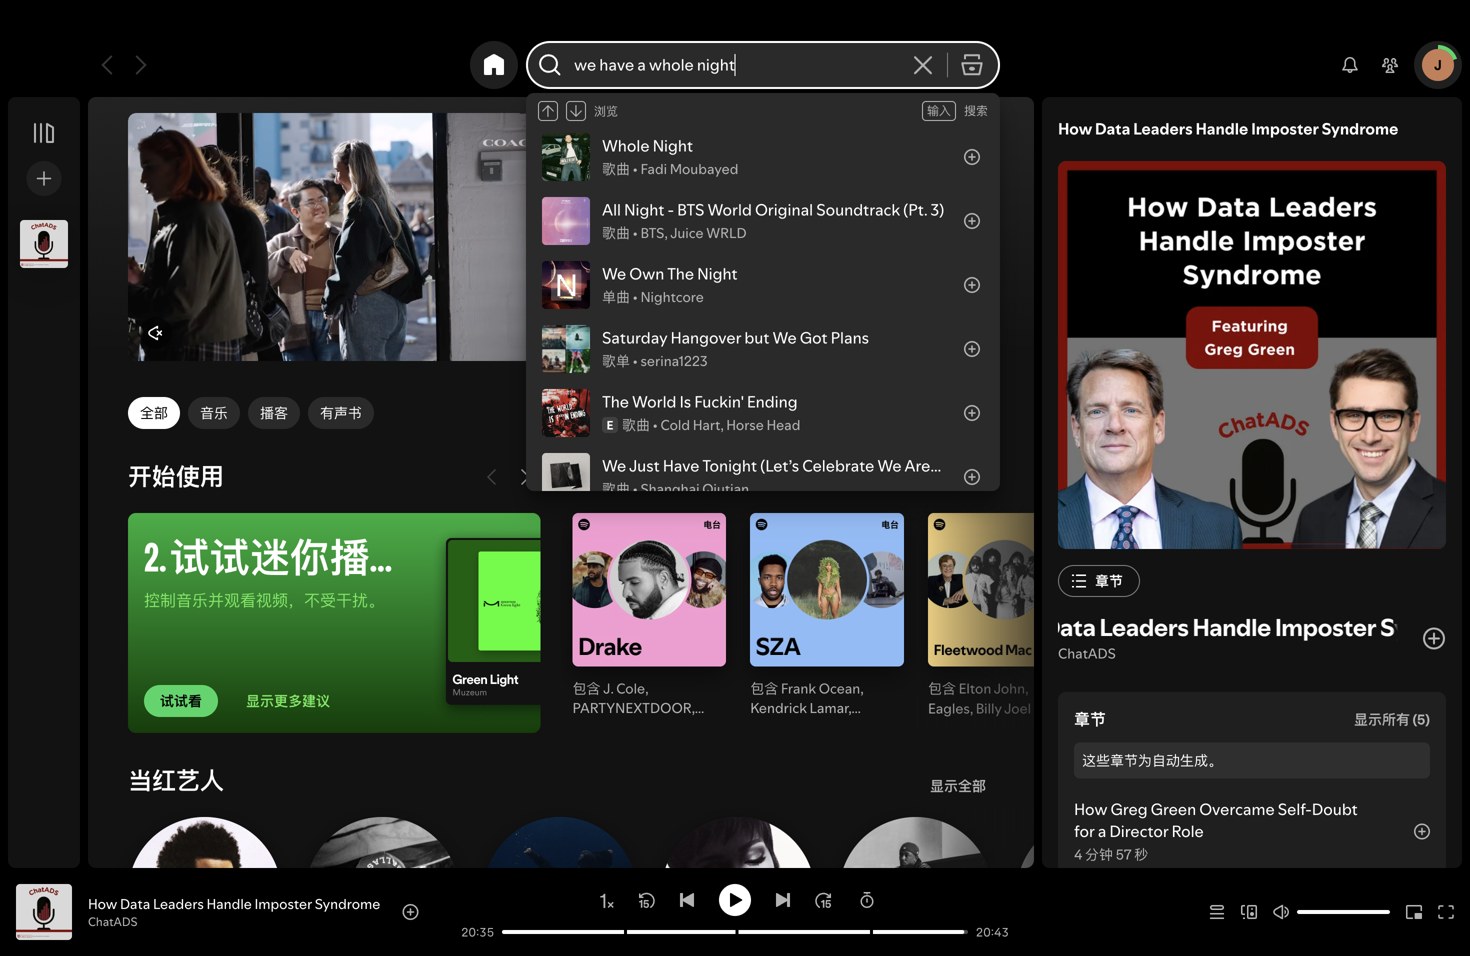 we have a whole night
J
浏览
输入 搜索
Whole Night
歌曲 • Fadi Moubayed
All Night - BTS World Original Soundtrack (Pt. 3)
歌曲 • BTS, Juice WRLD
We Own The Night
单曲 • Nightcore
Saturday Hangover but We Got Plans
歌单 • serina1223
The World Is Fuckin' Ending
E 歌曲 • Cold Hart, Horse Head
We Just Have Tonight (Let's Celebrate We Are...
歌曲 • Shanghai Qiutian
COAC
全部
音乐
播客
有声书
开始使用
2.试试迷你播...
控制音乐并观看视频，不受干扰。
试试看
显示更多建议
Green Light
Muzeum
电台
Drake
包含 J. Cole,
PARTYNEXTDOOR,...
电台
SZA
包含 Frank Ocean,
Kendrick Lamar,...
Fleetwood Mac
包含 Elton John,
Eagles, Billy Joel
当红艺人
显示全部
How Data Leaders Handle Imposter Syndrome
How Data Leaders
Handle Imposter
Syndrome
Featuring
Greg Green
ChatADS
章节
Data Leaders Handle Imposter S
ChatADS
章节
显示所有 (5)
这些章节为自动生成。
How Greg Green Overcame Self-Doubt
for a Director Role
4 分钟 57 秒
ChatADS
ChatADS
How Data Leaders Handle Imposter Syndrome
ChatADS
1x
15
15
20:35
20:43